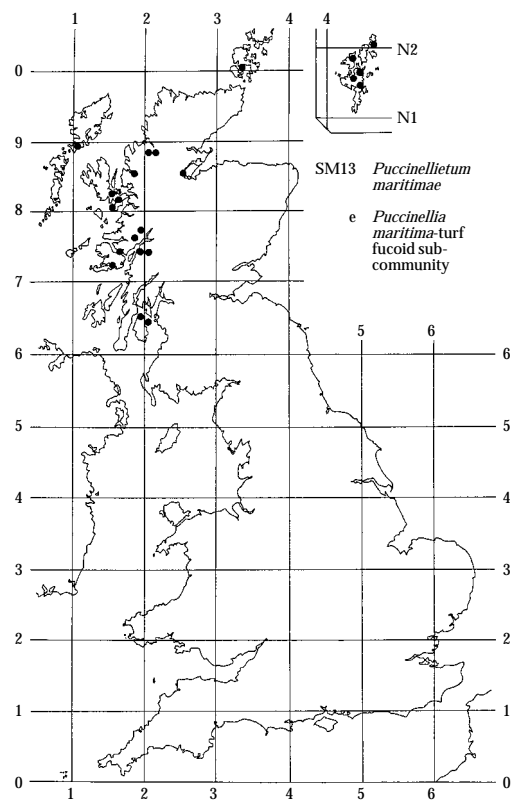 1 2 3 4
4
0
N2
N1
9
SM13 Puccinellietum
maritimae
8
e Puccinellia
maritima-turf
fucoid sub-
community
7
5 6
6 6
5 5
4 4
3 3
2 2
1 1
0 0
1 2 3 4 5 6